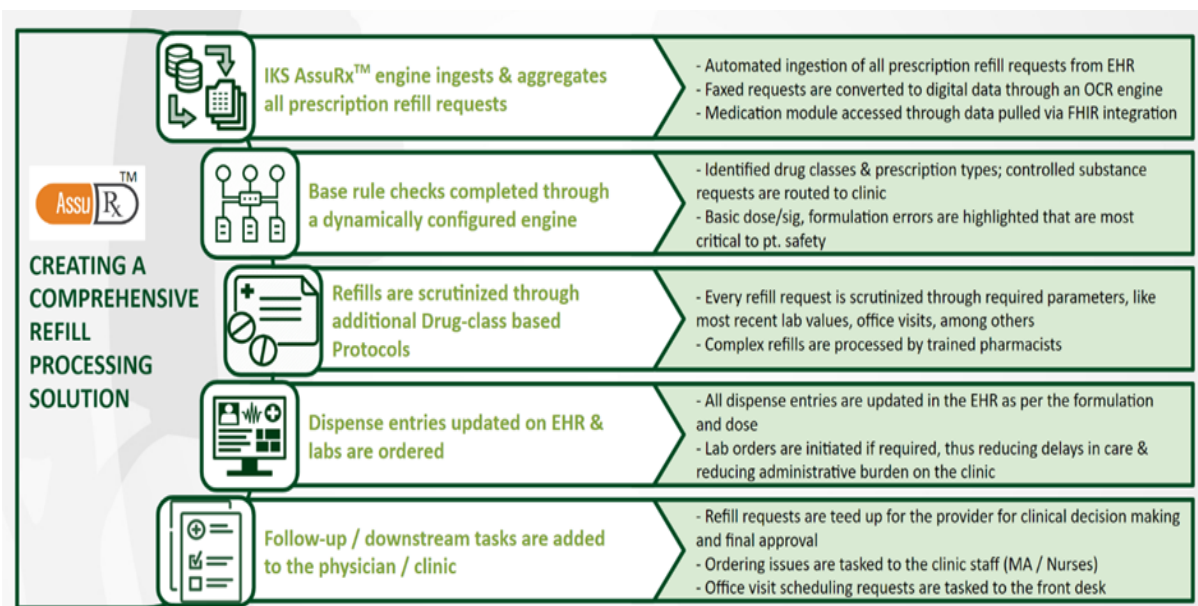 Assu Rx TM
CREATING A
COMPREHENSIVE
REFILL
PROCESSING
SOLUTION
IKS AssuRx™ engine ingests & aggregates
all prescription refill requests
- Automated ingestion of all prescription refill requests from EHR
- Faxed requests are converted to digital data through an OCR engine
- Medication module accessed through data pulled via FHIR integration
Base rule checks completed through
a dynamically configured engine
- Identified drug classes & prescription types; controlled substance
requests are routed to clinic
- Basic dose/sig, formulation errors are highlighted that are most
critical to pt. safety
Refills are scrutinized through
additional Drug-class based
Protocols
- Every refill request is scrutinized through required parameters, like
most recent lab values, office visits, among others
- Complex refills are processed by trained pharmacists
Dispense entries updated on EHR &
labs are ordered
- All dispense entries are updated in the EHR as per the formulation
and dose
- Lab orders are initiated if required, thus reducing delays in care &
reducing administrative burden on the clinic
Follow-up / downstream tasks are added
to the physician / clinic
- Refill requests are teed up for the provider for clinical decision making
and final approval
- Ordering issues are tasked to the clinic staff (MA / Nurses)
- Office visit scheduling requests are tasked to the front desk